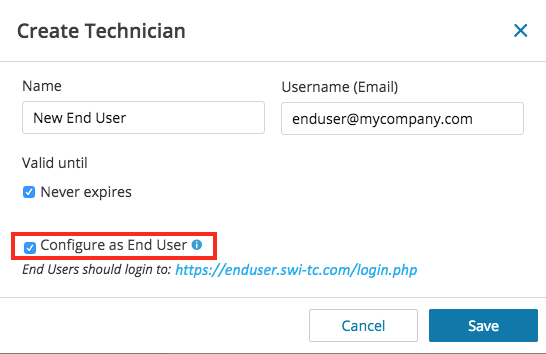 Create Technician
Name
Username (Email)
New End User
enduser@mycompany.com
Valid until
Never expires
Configure as End User
End Users should login to: https://enduser.swi-tc.com/login.php
Cancel
Save